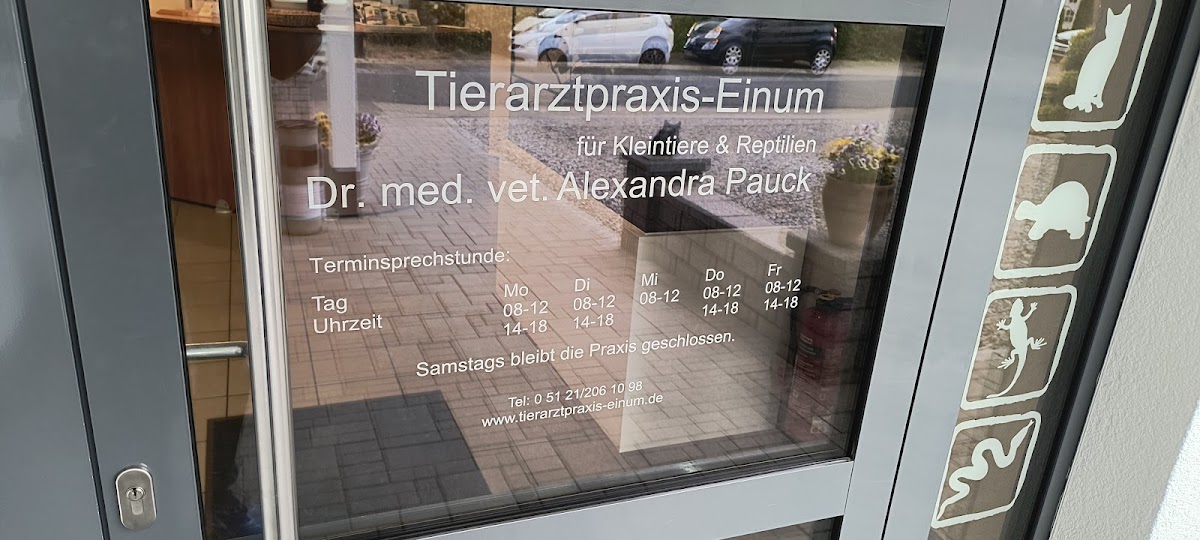 Tierarztpraxis-Einum
für Kleintiere & Reptilien
Dr. med. vet. Alexandra Pauck
Terminsprechstunde:
Tag Mo Di Mi Do Fr
Uhrzeit 08-12 08-12 08-12 08-12 08-12
14-18 14-18 14-18 14-18
Samstags bleibt die Praxis geschlossen.
Tel: 0 51 21/206 10 98
www.tierarztpraxis-einum.de